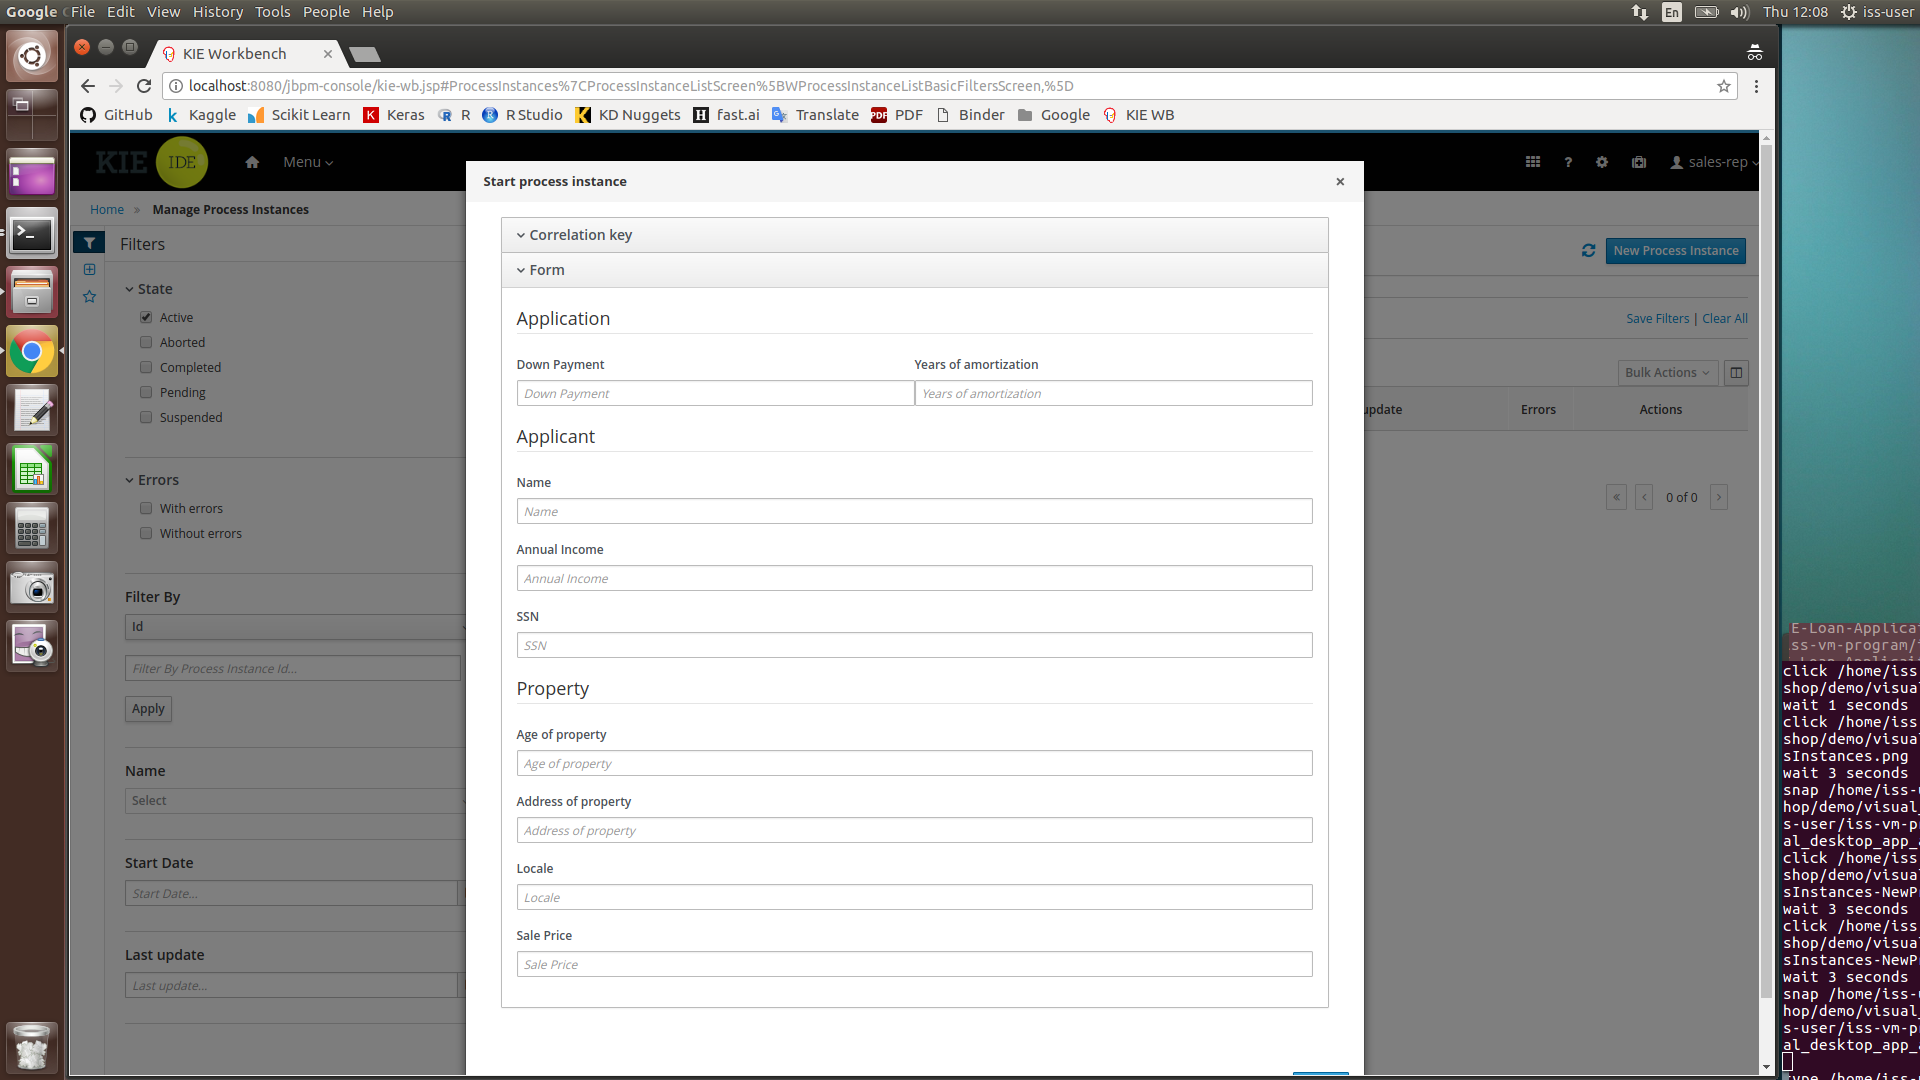 Google File Edit View History Tools People Help
En Thu 12:08 iss-user
KIE Workbench
localhost:8080/jbpm-console/kie-wb.jsp#ProcessInstances%7CProcessInstanceListScreen%5BWProcessInstanceListBasicFiltersScreen,%5D
GitHub Kaggle Scikit Learn Keras R R Studio KD Nuggets fast.ai Translate PDF Binder Google KIE WB
KIE IDE Menu sales-rep
Home » Manage Process Instances
Filters
State
Active
Aborted
Completed
Pending
Suspended
Errors
With errors
Without errors
Filter By
Id
Filter By Process Instance Id...
Apply
Name
Select
Start Date
Start Date...
Last update
Last update...
Start process instance
Correlation key
Form
Application
Down Payment Years of amortization
Down Payment Years of amortization
Applicant
Name
Name
Annual Income
Annual Income
SSN
SSN
Property
Age of property
Age of property
Address of property
Address of property
Locale
Locale
Sale Price
Sale Price
New Process Instance
Save Filters | Clear All
Bulk Actions
update Errors Actions
0 of 0
E-Loan-Applica
ss-vm-program/
click /home/iss
shop/demo/visua
wait 1 seconds
click /home/iss
shop/demo/visua
sInstances.png
wait 3 seconds
snap /home/iss-
hop/demo/visual
s-user/iss-vm-p
al_desktop_app_
click /home/iss
shop/demo/visua
sInstances-NewP
wait 3 seconds
click /home/iss
shop/demo/visua
sInstances-NewP
wait 3 seconds
snap /home/iss-
hop/demo/visual
s-user/iss-vm-p
al_desktop_app_